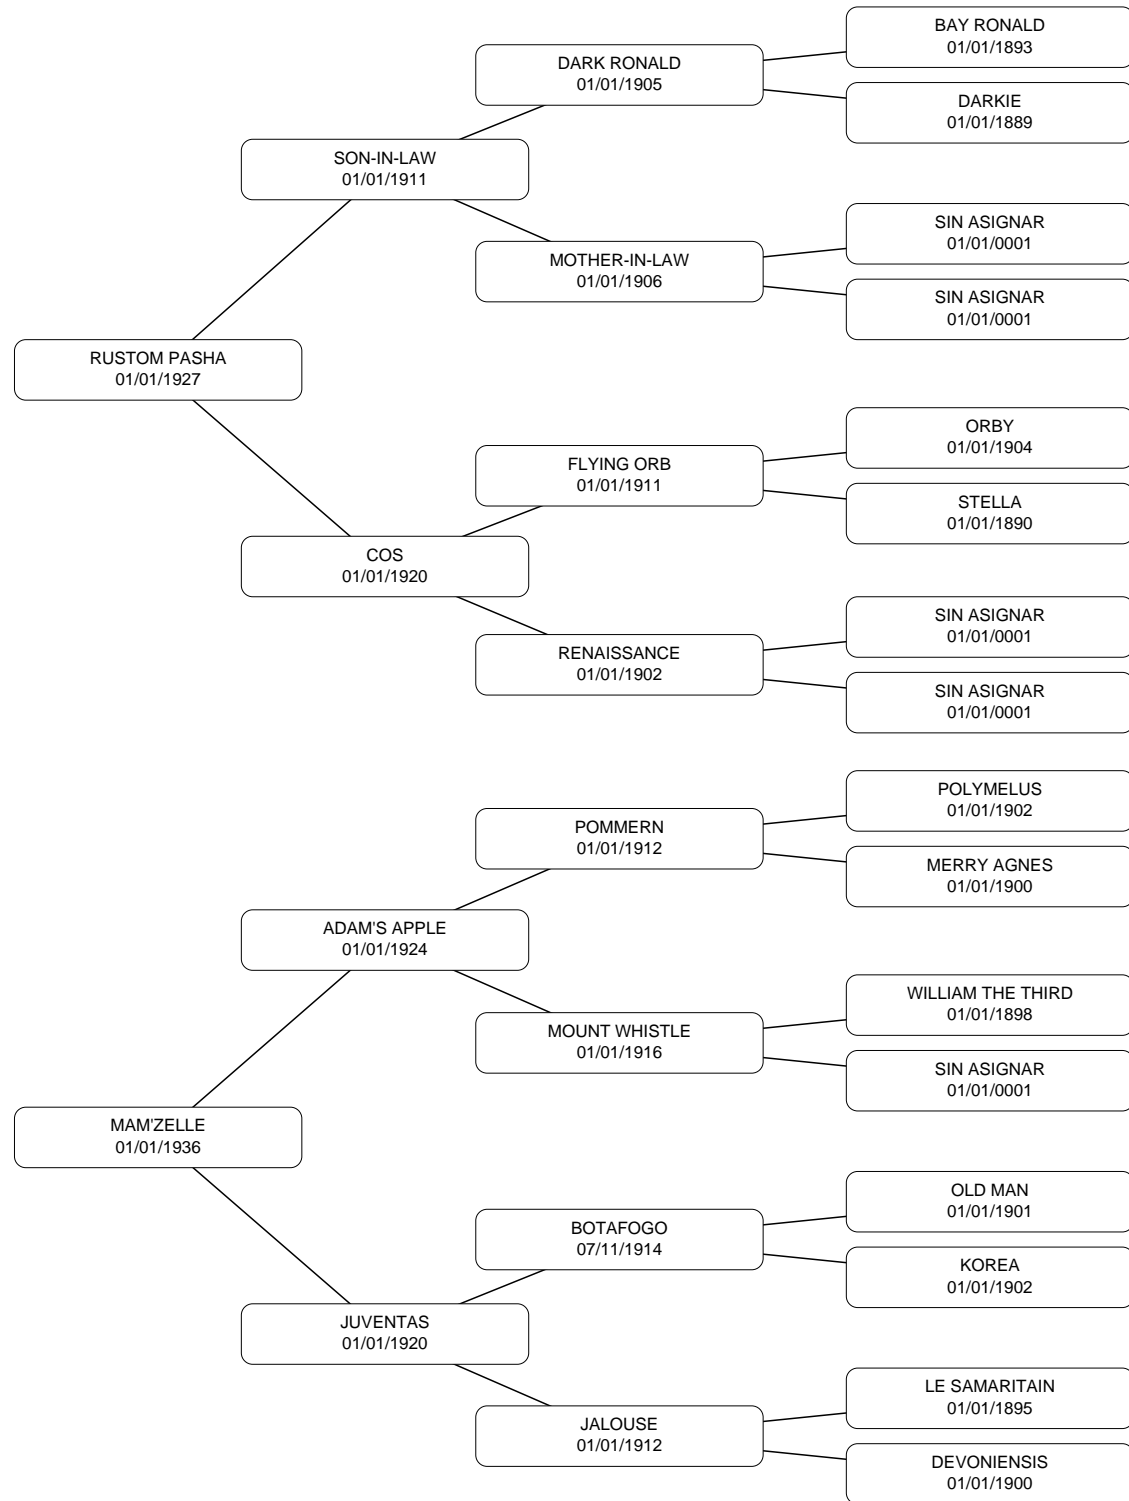 BAY RONALD
01/01/1893
DARK RONALD
01/01/1905
DARKIE
01/01/1889
SON-IN-LAW
01/01/1911
SIN ASIGNAR
01/01/0001
MOTHER-IN-LAW
01/01/1906
SIN ASIGNAR
01/01/0001
RUSTOM PASHA
01/01/1927
ORBY
01/01/1904
FLYING ORB
01/01/1911
STELLA
01/01/1890
COS
01/01/1920
SIN ASIGNAR
01/01/0001
RENAISSANCE
01/01/1902
SIN ASIGNAR
01/01/0001
POLYMELUS
01/01/1902
POMMERN
01/01/1912
MERRY AGNES
01/01/1900
ADAM'S APPLE
01/01/1924
WILLIAM THE THIRD
01/01/1898
MOUNT WHISTLE
01/01/1916
SIN ASIGNAR
01/01/0001
MAM'ZELLE
01/01/1936
OLD MAN
01/01/1901
BOTAFOGO
07/11/1914
KOREA
01/01/1902
JUVENTAS
01/01/1920
LE SAMARITAIN
01/01/1895
JALOUSE
01/01/1912
DEVONIENSIS
01/01/1900